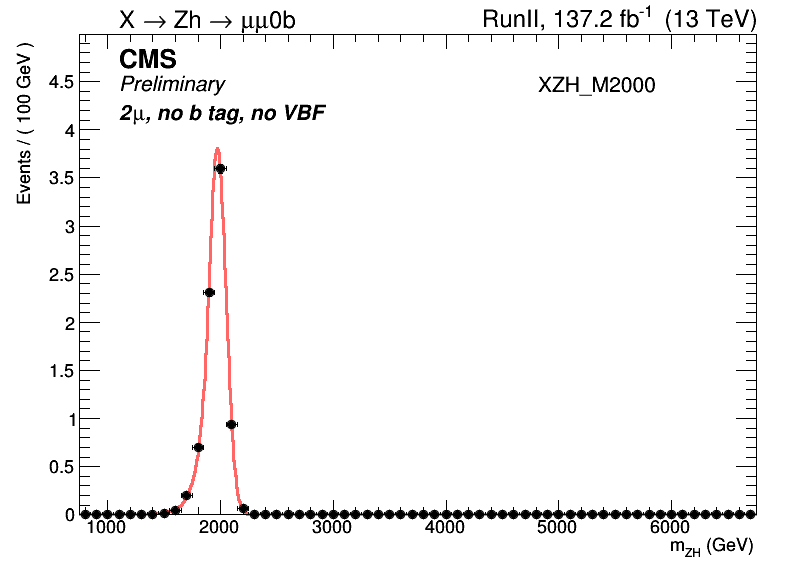 X → Zh → μμ0b
RunII, 137.2 fb⁻¹ (13 TeV)
CMS
Preliminary
XZH_M2000
2μ, no b tag, no VBF
Events / ( 100 GeV )
4.5
4
3.5
3
2.5
2
1.5
1
0.5
0
1000 2000 3000 4000 5000 6000
m_ZH (GeV)